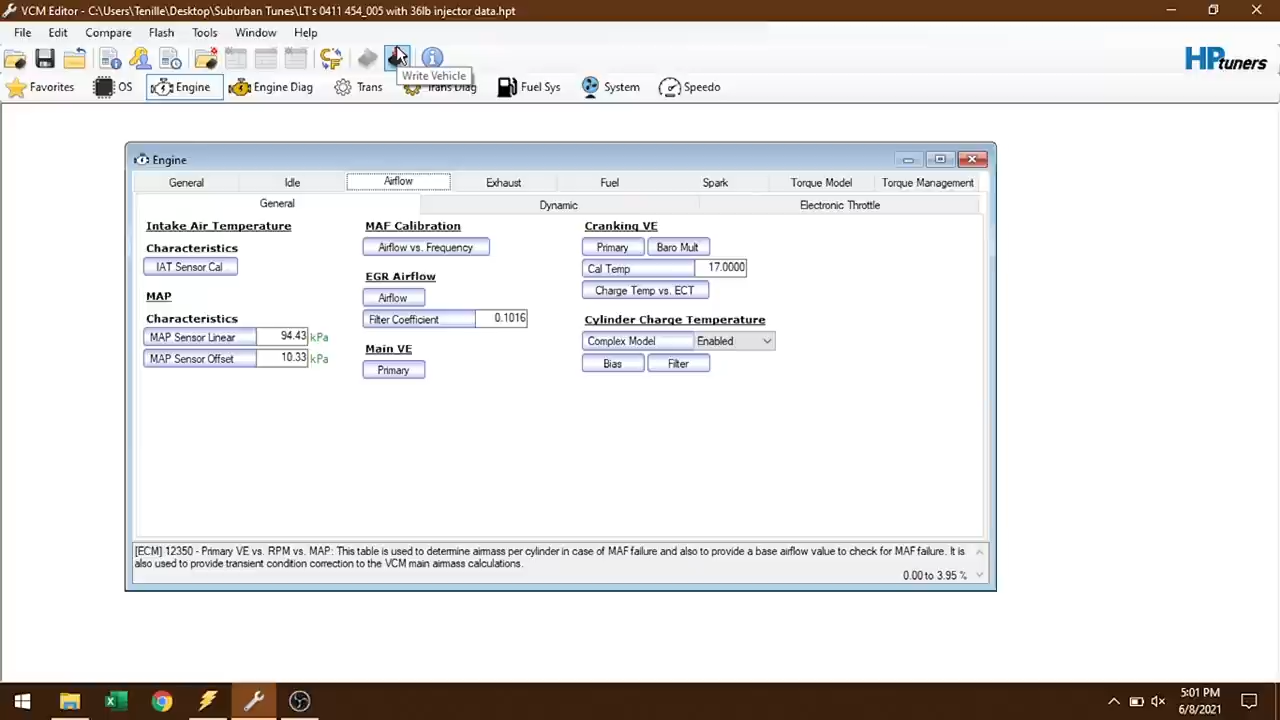 VCM Editor - C:\Users\Tenille\Desktop\Suburban Tunes\LT's 0411 454_005 with 36lb injector data.hpt
File Edit Compare Flash Tools Window Help
HPtuners
Write Vehicle
Favorites OS Engine Engine Diag Trans Trans Diag Fuel Sys System Speedo
Engine
General Idle Airflow Exhaust Fuel Spark Torque Model Torque Management
General Dynamic Electronic Throttle
Intake Air Temperature
Characteristics
IAT Sensor Cal
MAP
Characteristics
MAP Sensor Linear 94.43 kPa
MAP Sensor Offset 10.33 kPa
MAF Calibration
Airflow vs. Frequency
EGR Airflow
Airflow
Filter Coefficient 0.1016
Main VE
Primary
Cranking VE
Primary Baro Mult
Cal Temp 17.0000
Charge Temp vs. ECT
Cylinder Charge Temperature
Complex Model Enabled
Bias Filter
[ECM] 12350 - Primary VE vs. RPM vs. MAP: This table is used to determine airmass per cylinder in case of MAF failure and also to provide a base airflow value to check for MAF failure. It is
also used to provide transient condition correction to the VCM main airmass calculations.
0.00 to 3.95 %
5:01 PM
6/8/2021